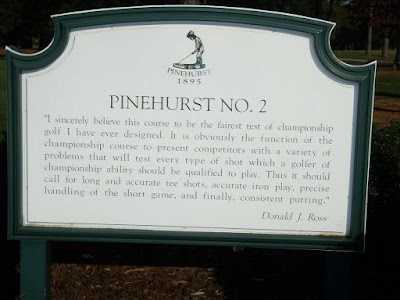 PINEHURST
1895
PINEHURST NO. 2
"I sincerely believe this course to be the fairest test of championship
golf I have ever designed. It is obviously the function of the
championship course to present competitors with a variety of
problems that will test every type of shot which a golfer of
championship ability should be qualified to play. Thus it should
call for long and accurate tee shots, accurate iron play, precise
handling of the short game, and finally, consistent putting."
Donald J. Ross